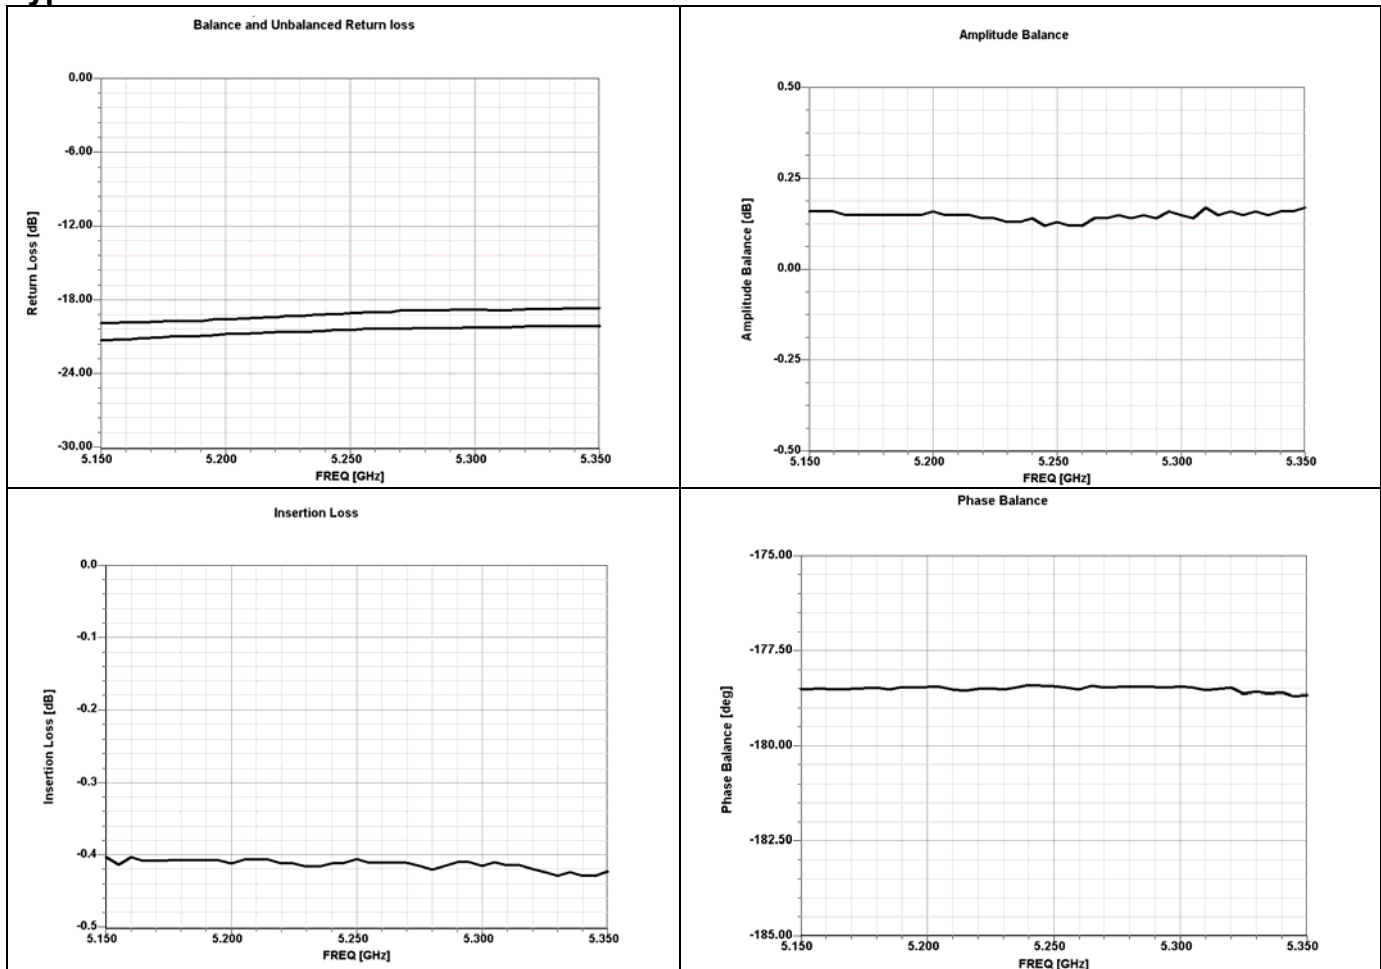 Balance and Unbalanced Return loss
0.00
-6.00
-12.00
-18.00
-24.00
-30.00
Return Loss [dB]
5.150 5.200 5.250 5.300 5.350
FREQ [GHz]
Amplitude Balance
0.50
0.25
0.00
-0.25
-0.50
Amplitude Balance [dB]
5.150 5.200 5.250 5.300 5.350
FREQ [GHz]
Insertion Loss
0.0
-0.1
-0.2
-0.3
-0.4
-0.5
Insertion Loss [dB]
5.150 5.200 5.250 5.300 5.350
FREQ [GHz]
Phase Balance
-175.00
-177.50
-180.00
-182.50
-185.00
Phase Balance [deg]
5.150 5.200 5.250 5.300 5.350
FREQ [GHz]